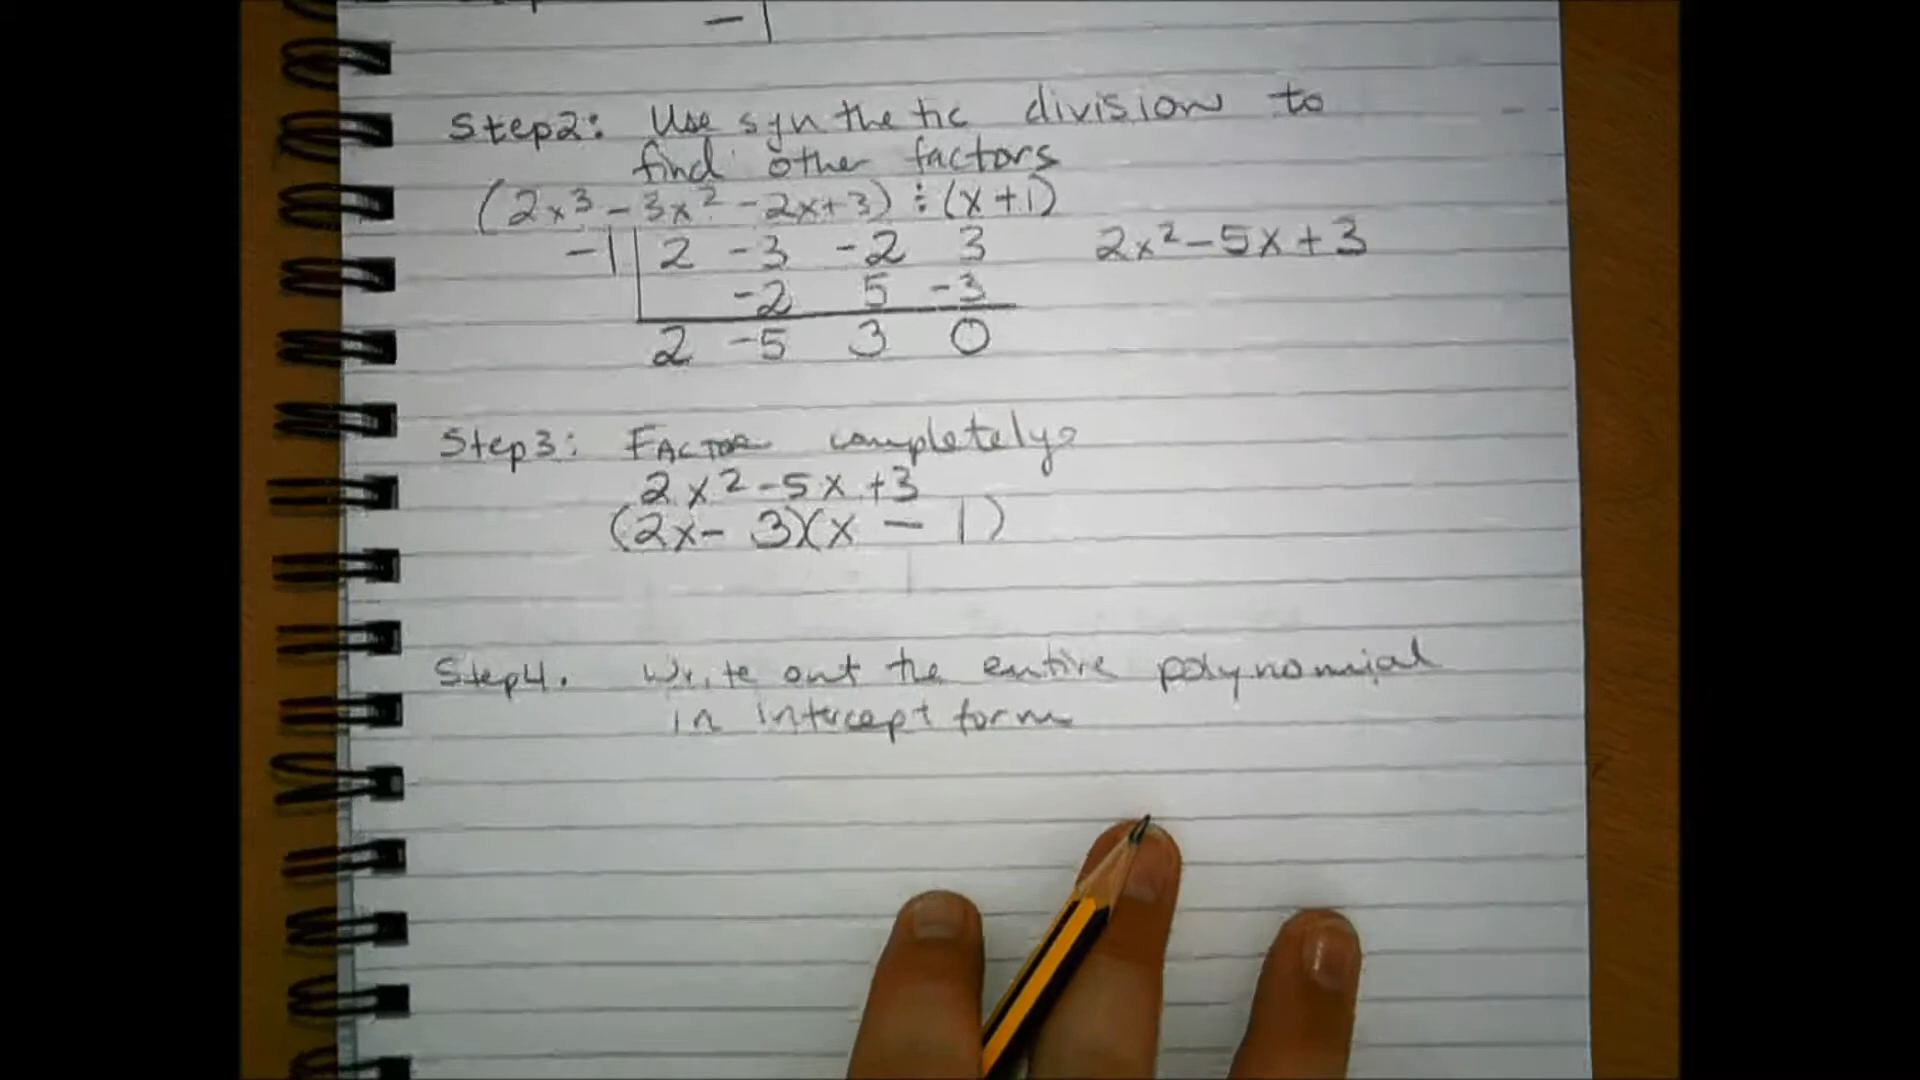 -1
Step2: Use synthetic division to
find other factors
(2x³ - 3x² - 2x+3) ÷ (x+1)
-1| 2 -3 -2 3 2x² - 5x + 3
-2 5 -3
2 -5 3 0
Step3: FACTOR completely
2x² - 5x + 3
(2x - 3)(x - 1)
Step4. Write out the entire polynomial
in intercept form